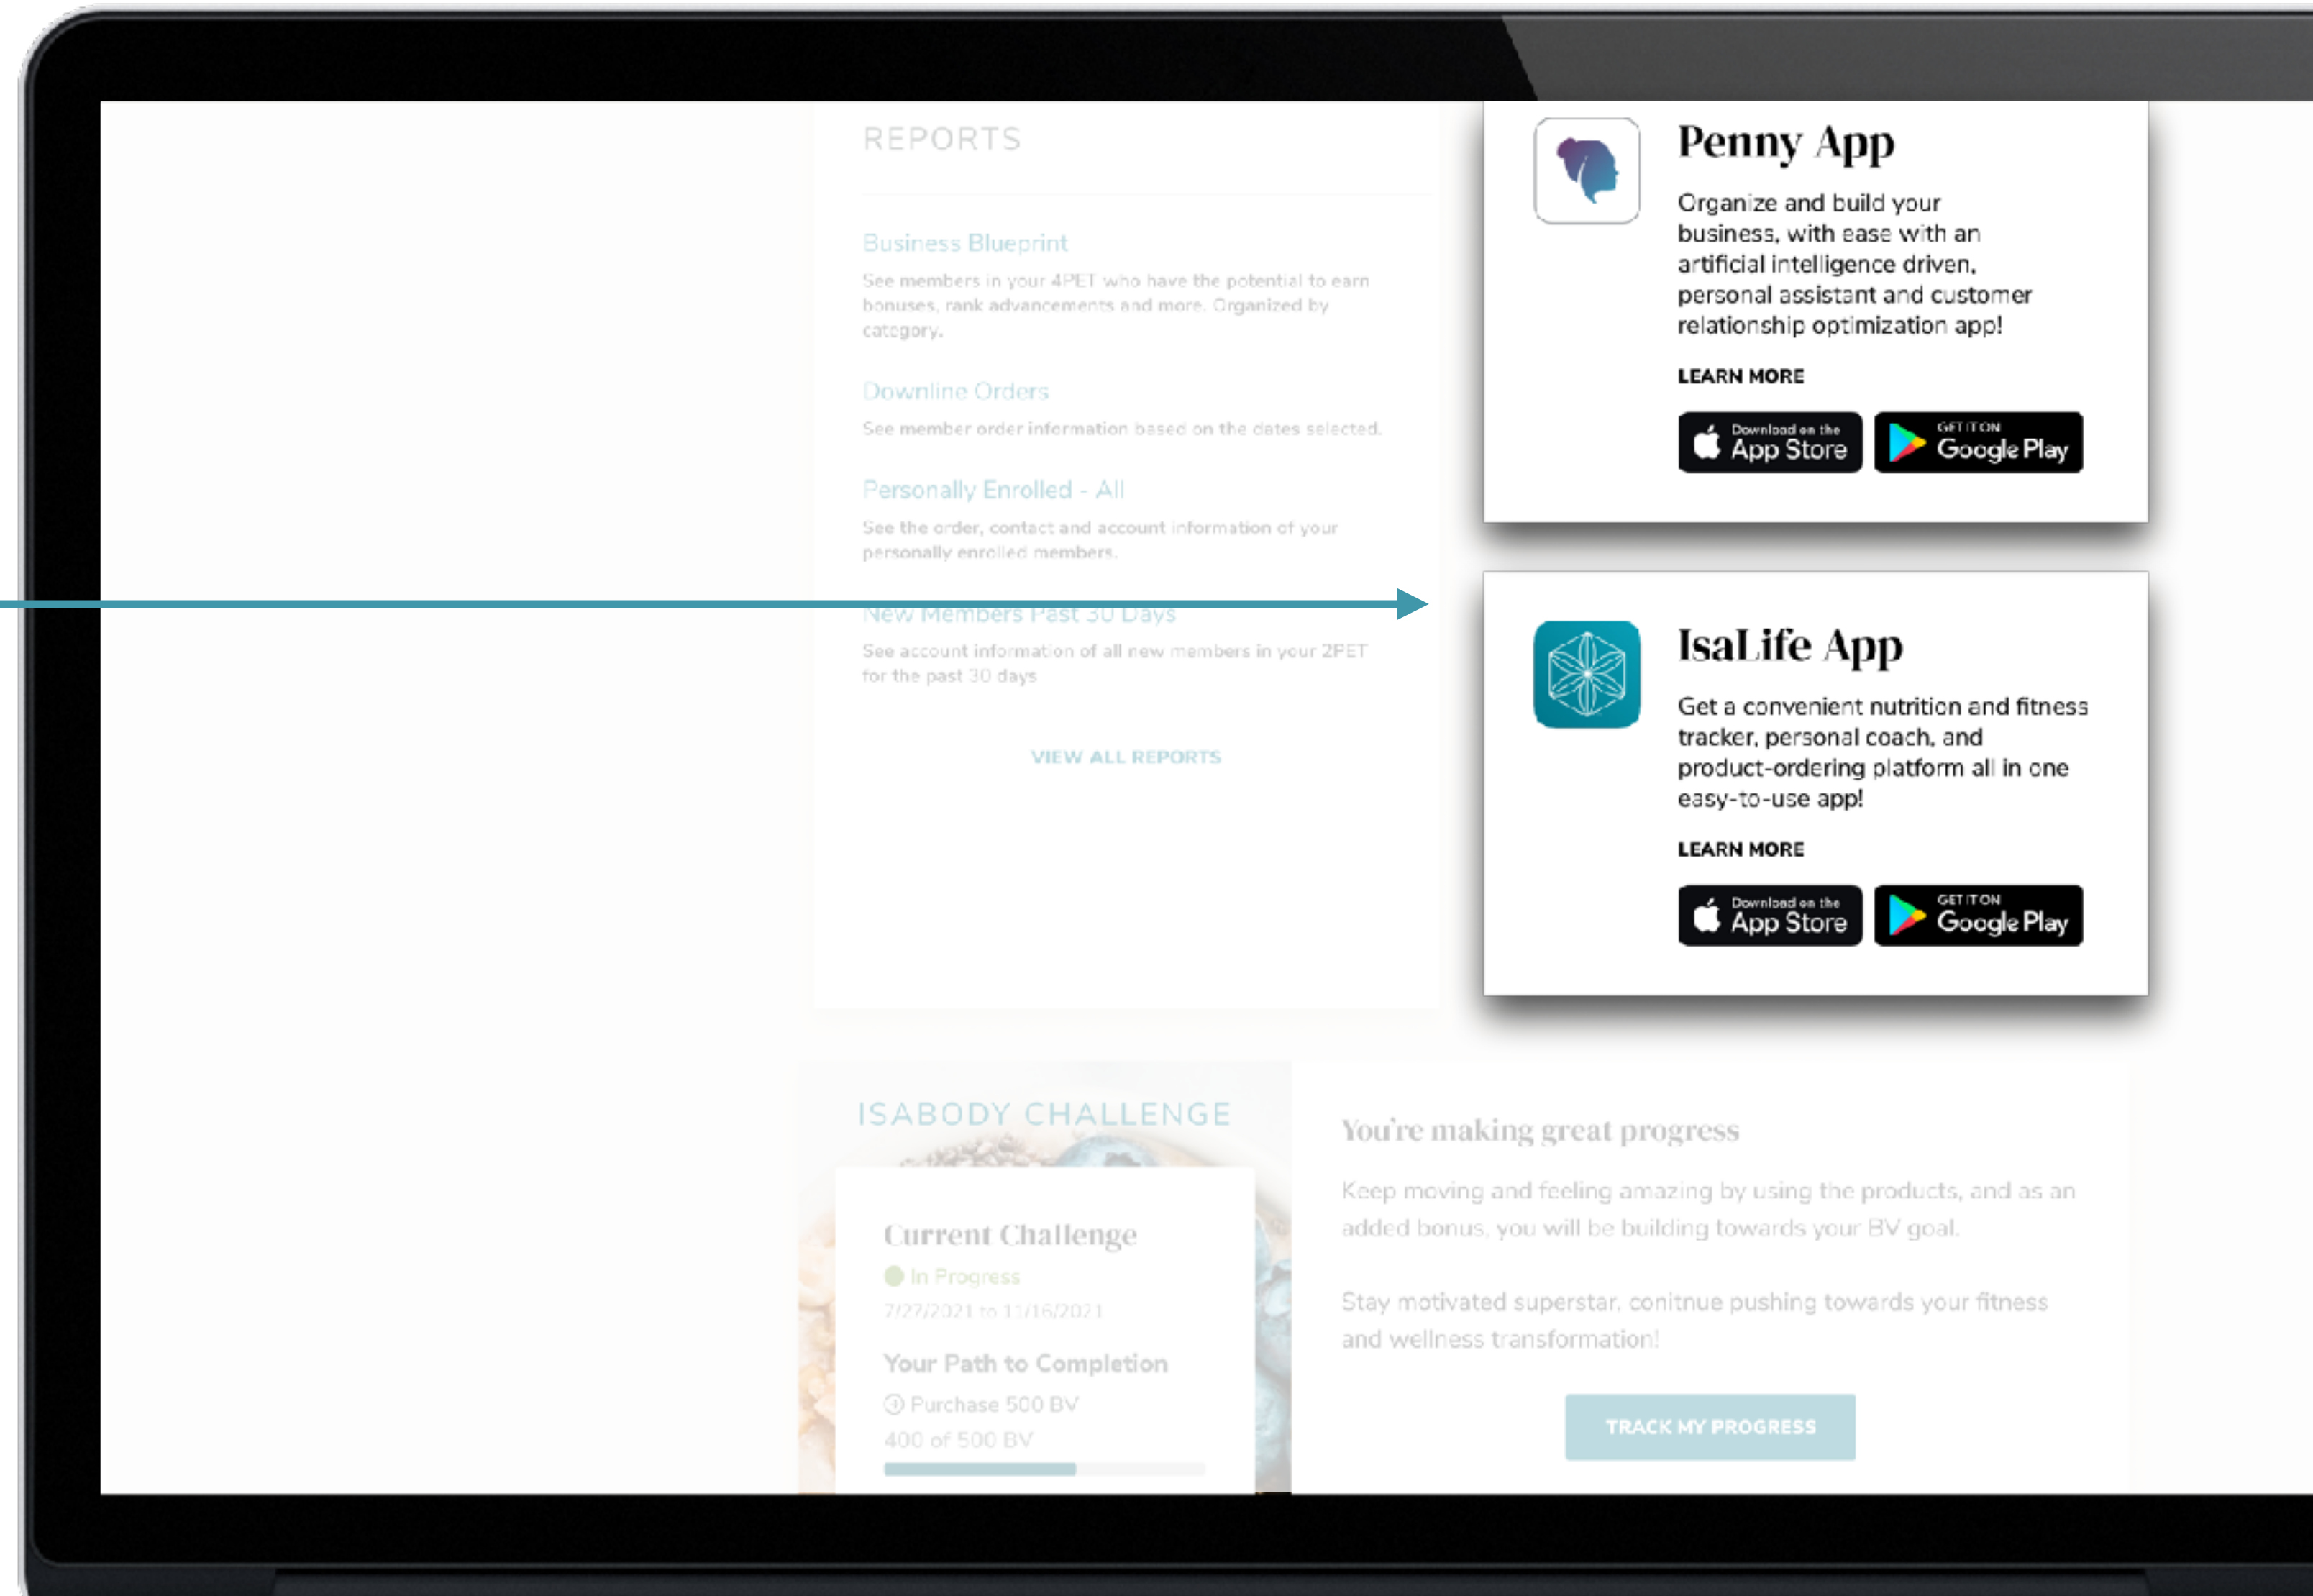 REPORTS
Business Blueprint
See members in your 4PET who have the potential to earn
bonuses, rank advancements and more. Organized by
category.
Downline Orders
See member order information based on the dates selected.
Personally Enrolled - All
See the order, contact and account information of your
personally enrolled members.
New Members Past 30 Days
See account information of all new members in your 2PET
for the past 30 days
VIEW ALL REPORTS
Penny App
Organize and build your
business, with ease with an
artificial intelligence driven,
personal assistant and customer
relationship optimization app!
LEARN MORE
Download on the
App Store
GET IT ON
Google Play
IsaLife App
Get a convenient nutrition and fitness
tracker, personal coach, and
product-ordering platform all in one
easy-to-use app!
LEARN MORE
Download on the
App Store
GET IT ON
Google Play
ISABODY CHALLENGE
Current Challenge
In Progress
7/27/2021 to 11/16/2021
Your Path to Completion
Purchase 500 BV
400 of 500 BV
You're making great progress
Keep moving and feeling amazing by using the products, and as an
added bonus, you will be building towards your BV goal.
Stay motivated superstar, conitnue pushing towards your fitness
and wellness transformation!
TRACK MY PROGRESS